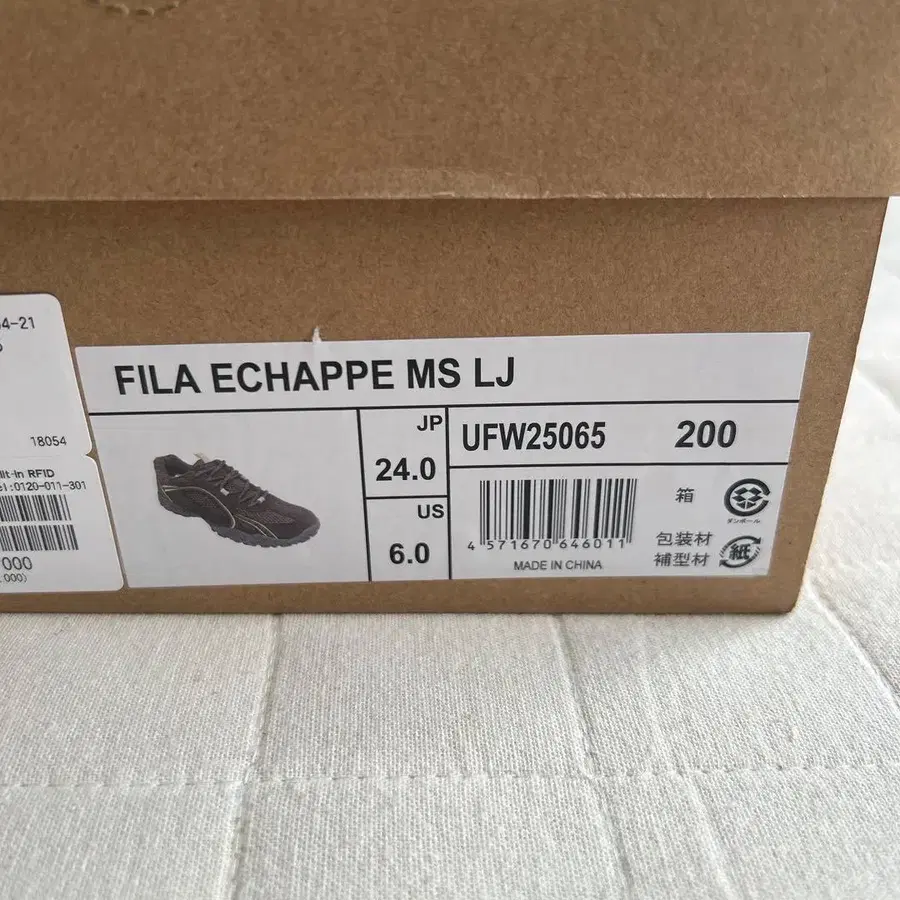 FILA ECHAPPE MS LJ
JP
24.0
US
6.0
UFW25065 200
4 571670 646011
MADE IN CHINA
箱
ダンボール
包装材
補型材
紙
4-21
18054
ilt-in RFID
el:0120-011-301
000
000)